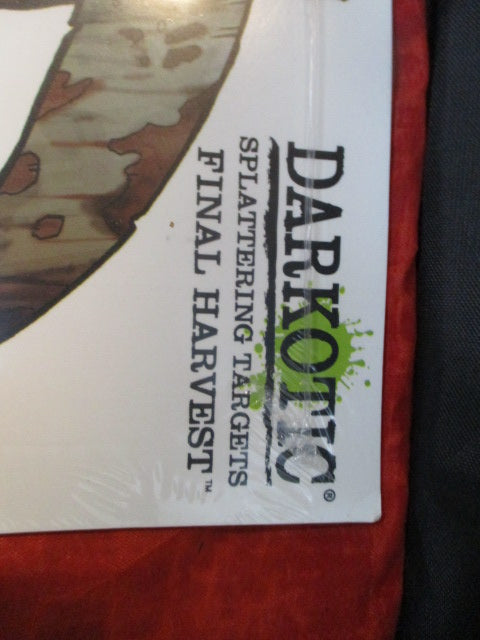 DARKOTIC®
SPLATTERING TARGETS
FINAL HARVEST™